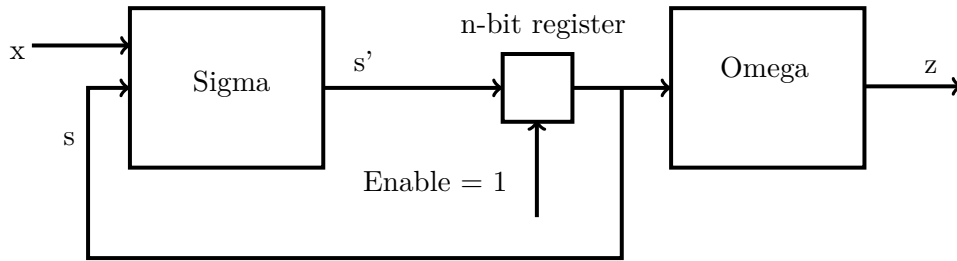 n-bit register
x
Sigma
s'
Omega
z
s
Enable = 1